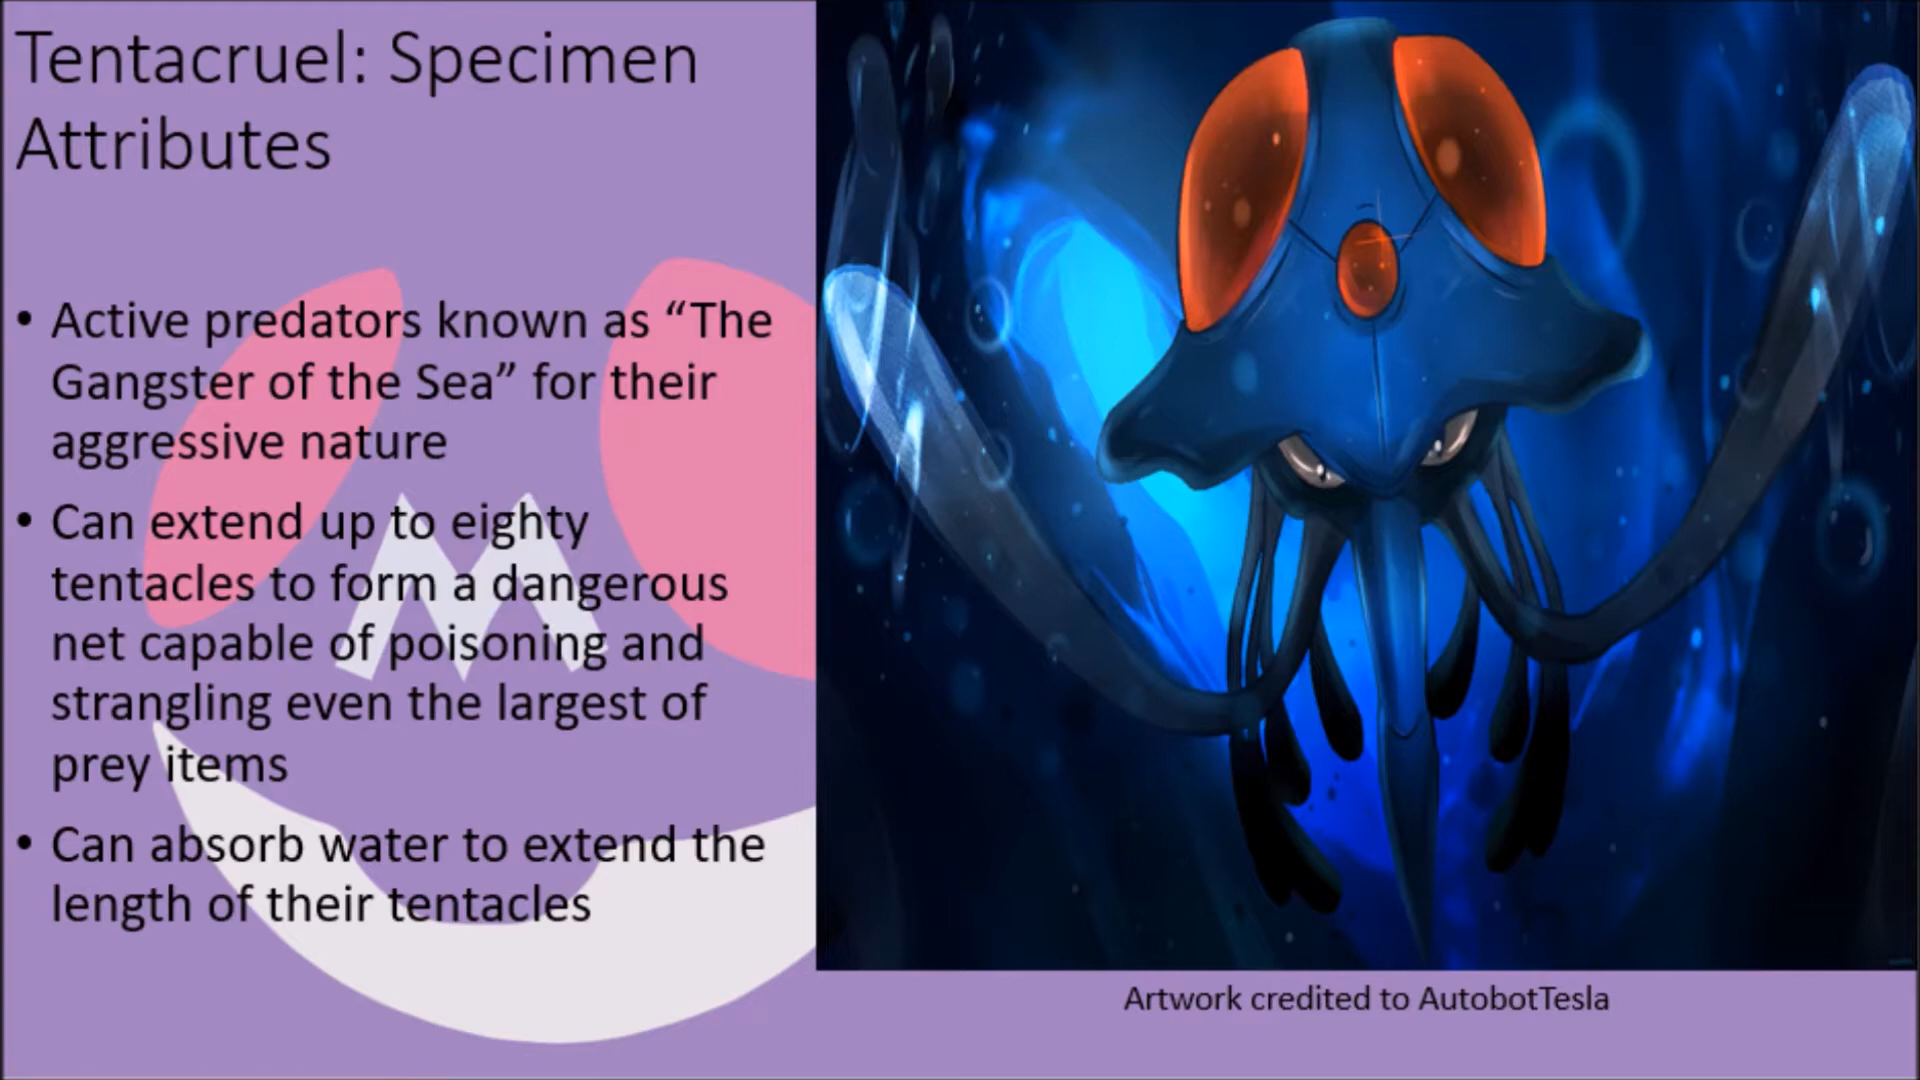 Tentacruel: Specimen
Attributes
• Active predators known as “The
Gangster of the Sea” for their
aggressive nature
• Can extend up to eighty
tentacles to form a dangerous
net capable of poisoning and
strangling even the largest of
prey items
• Can absorb water to extend the
length of their tentacles
M
Artwork credited to AutobotTesla